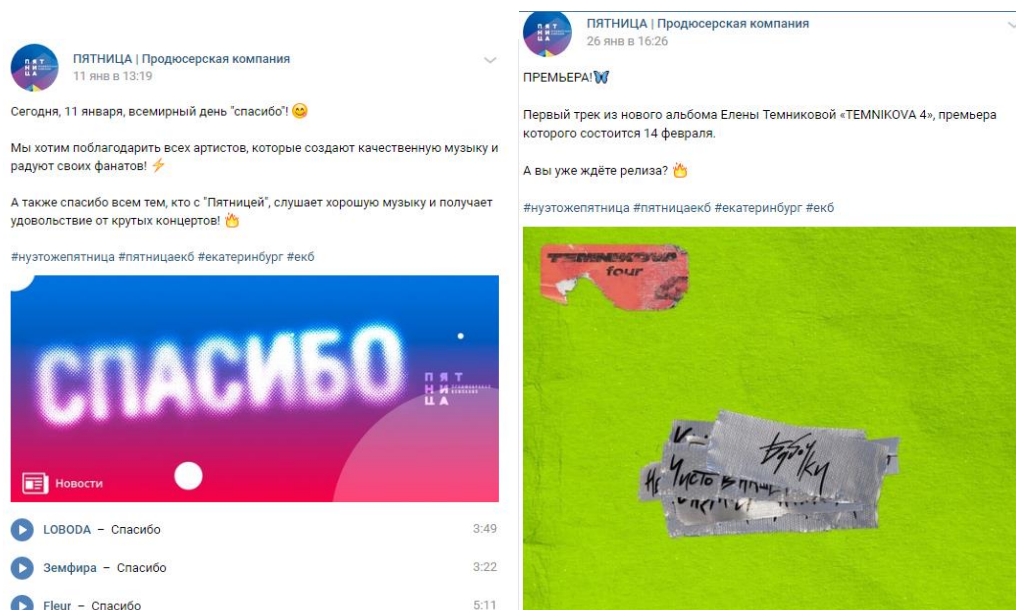 ПЯТНИЦА | Продюсерская компания
11 янв в 13:19
Сегодня, 11 января, всемирный день "спасибо"! 😊
Мы хотим поблагодарить всех артистов, которые создают качественную музыку и
радуют своих фанатов! ⚡
А также спасибо всем тем, кто с "Пятницей", слушает хорошую музыку и получает
удовольствие от крутых концертов! 🔥
#нуэтожепятница #пятницаекб #екатеринбург #екб
СПАСИБО
ПЯТ
НИ
ЦА
Новости
LOBODA – Спасибо 3:49
Земфира – Спасибо 3:22
Fleur – Спасибо 5:11
ПЯТНИЦА | Продюсерская компания
26 янв в 16:26
ПРЕМЬЕРА!🦋
Первый трек из нового альбома Елены Темниковой «TEMNIKOVA 4», премьера
которого состоится 14 февраля.
А вы уже ждёте релиза? 🔥
#нуэтожепятница #пятницаекб #екатеринбург #екб
TEMNIKOVA
four
Бабочки
Чисто